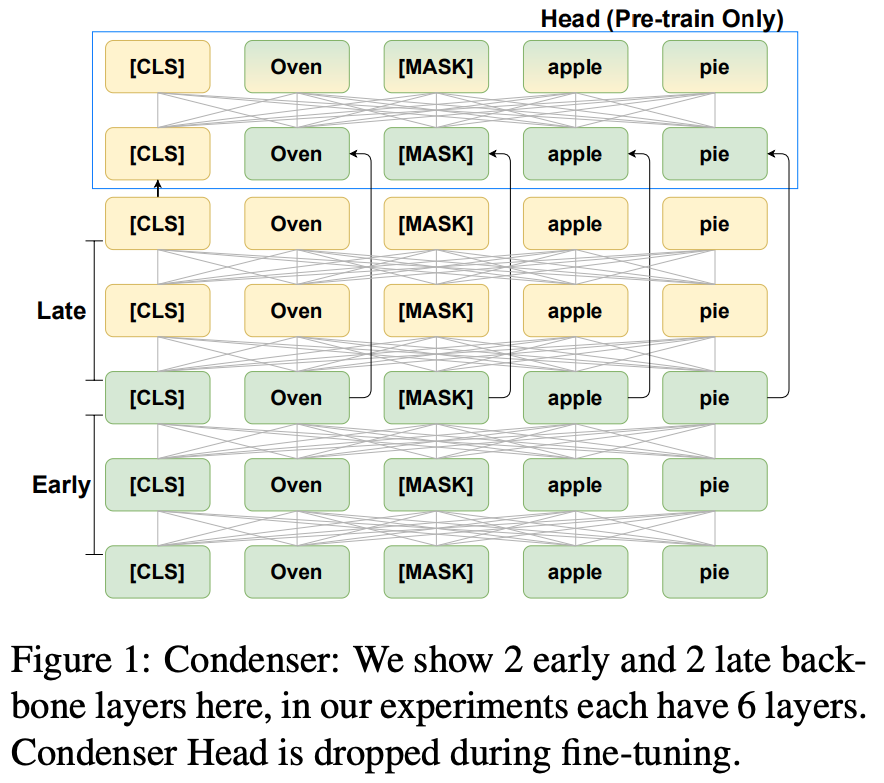 Head (Pre-train Only)
[CLS] Oven [MASK] apple pie
[CLS] Oven [MASK] apple pie
[CLS] Oven [MASK] apple pie
Late
[CLS] Oven [MASK] apple pie
[CLS] Oven [MASK] apple pie
Early
[CLS] Oven [MASK] apple pie
[CLS] Oven [MASK] apple pie
Figure 1: Condenser: We show 2 early and 2 late back-
bone layers here, in our experiments each have 6 layers.
Condenser Head is dropped during fine-tuning.